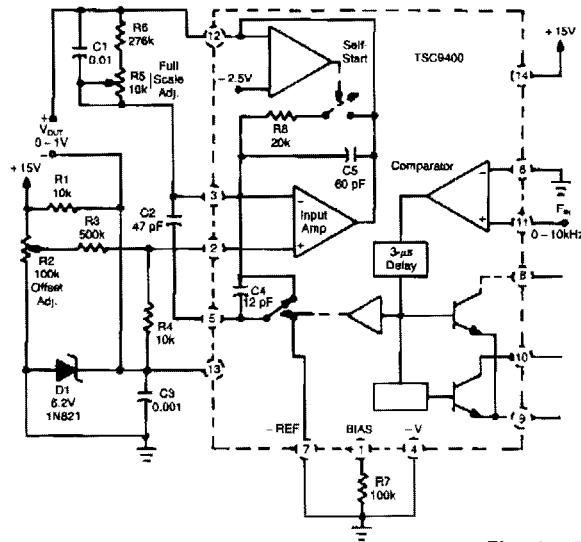 R6
276k
C1
0.01
R5
10k
Full
Scale
Adj.
12
Self-
Start
TSC9400
+15V
14
-2.5V
R8
20k
+
VOUT
0-1V
-
C5
60 pF
Comparator
+15V
R1
10k
3
-
Input
Amp
+
-
+
6
11
FIN
0-10kHz
C2
47 pF
R3
500k
2
3-μs
Delay
R2
100k
Offset
Adj.
C4
12 pF
8
5
R4
10k
13
10
D1
6.2V
1N821
C3
0.001
9
-REF
BIAS
-V
7
1
4
R7
100k